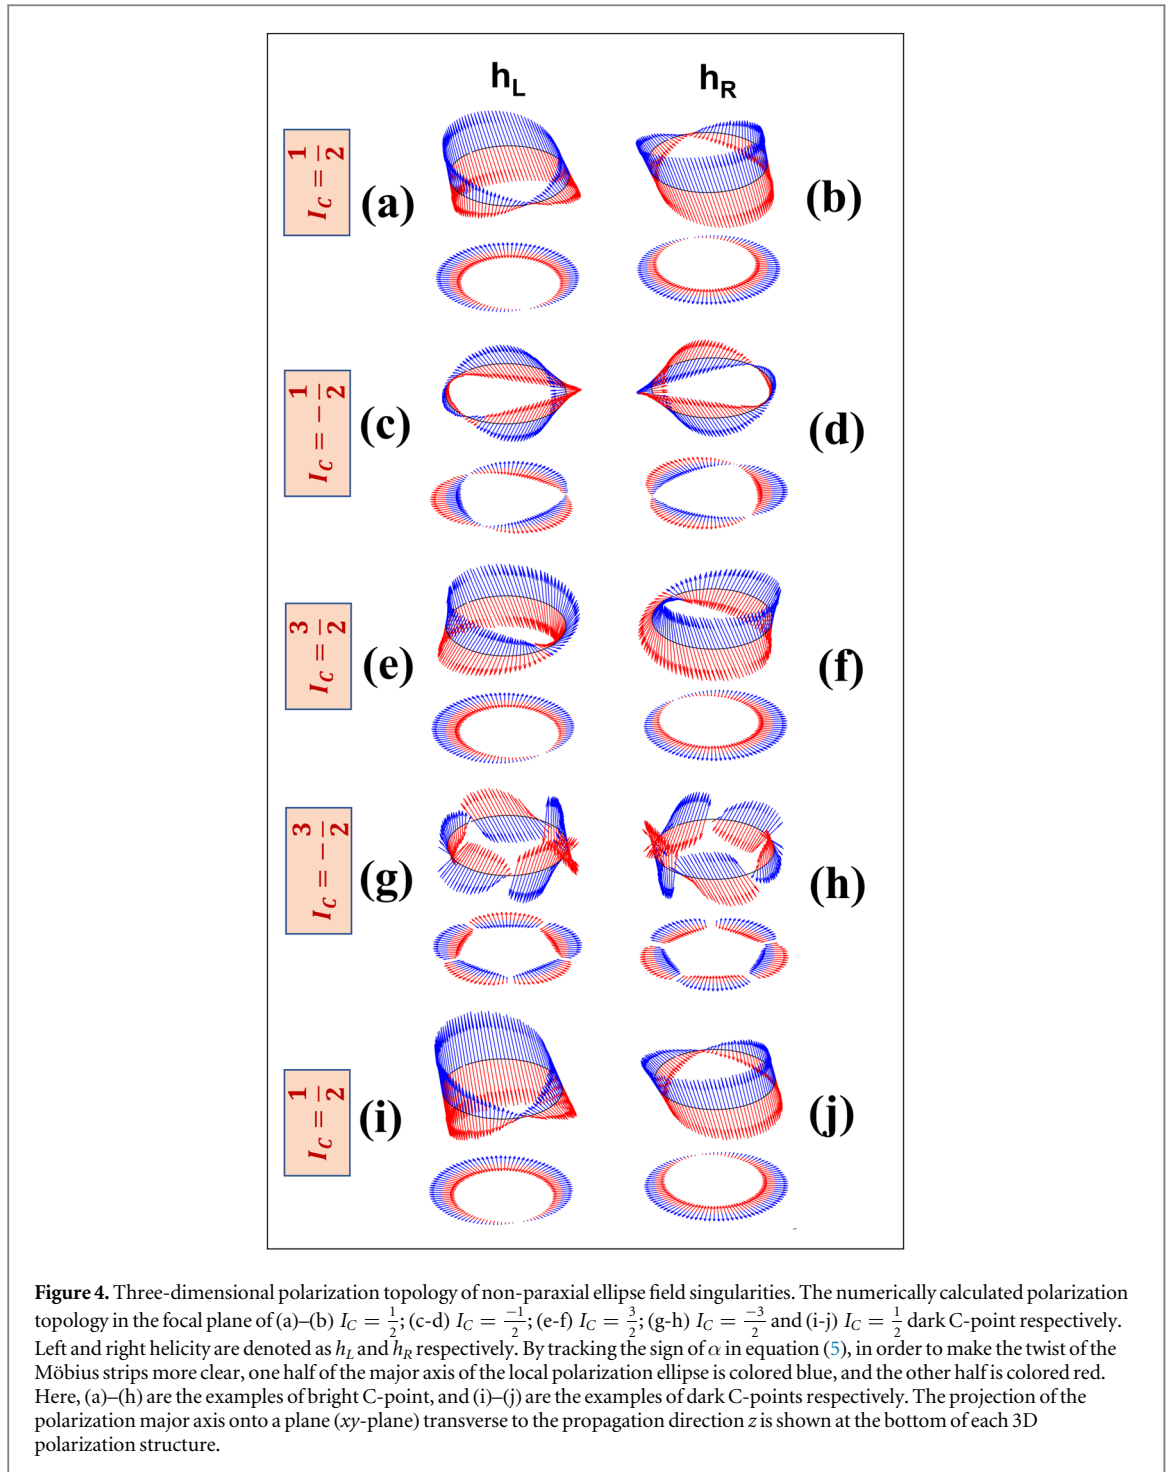 h_L h_R
I_C = 1/2
(a) (b)
I_C = -1/2
(c) (d)
I_C = 3/2
(e) (f)
I_C = -3/2
(g) (h)
I_C = 1/2
(i) (j)
Figure 4. Three-dimensional polarization topology of non-paraxial ellipse field singularities. The numerically calculated polarization
topology in the focal plane of (a)–(b) I_C = 1/2; (c-d) I_C = -1/2; (e-f) I_C = 3/2; (g-h) I_C = -3/2 and (i-j) I_C = 1/2 dark C-point respectively.
Left and right helicity are denoted as h_L and h_R respectively. By tracking the sign of α in equation (5), in order to make the twist of the
Möbius strips more clear, one half of the major axis of the local polarization ellipse is colored blue, and the other half is colored red.
Here, (a)–(h) are the examples of bright C-point, and (i)–(j) are the examples of dark C-points respectively. The projection of the
polarization major axis onto a plane (xy-plane) transverse to the propagation direction z is shown at the bottom of each 3D
polarization structure.